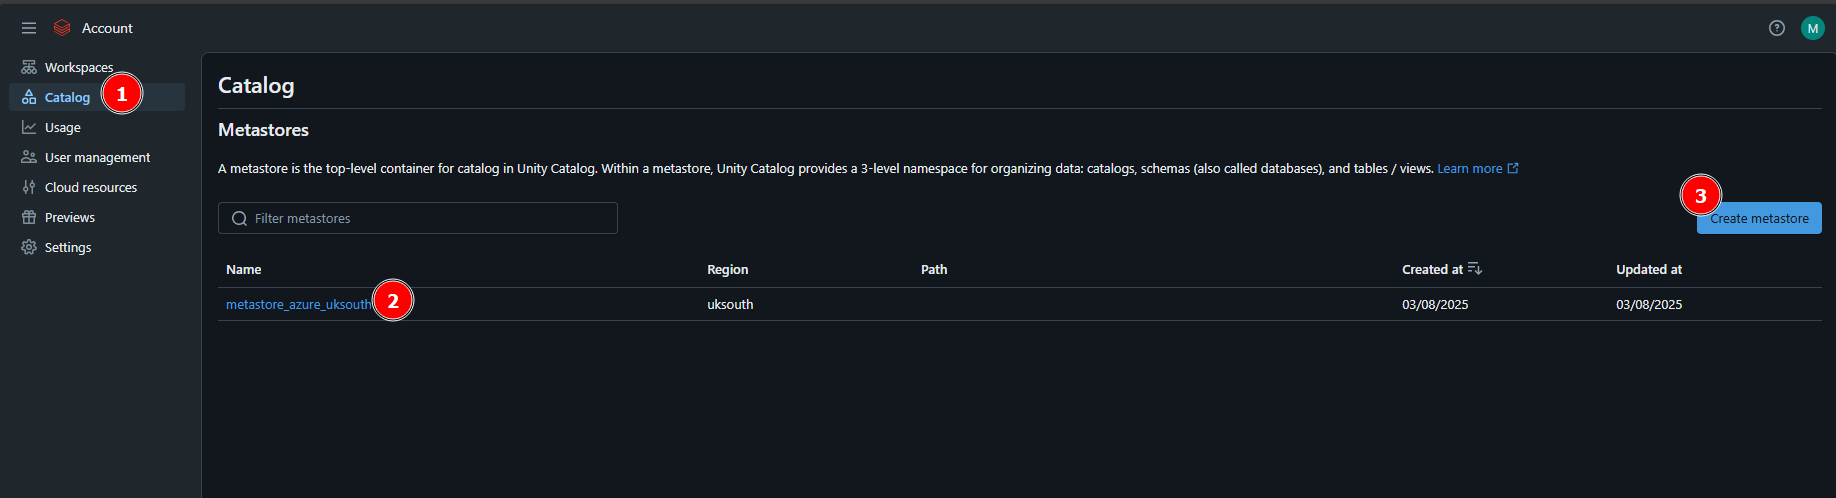 Account
M
Workspaces
Catalog
1
Usage
User management
Cloud resources
Previews
Settings
Catalog
Metastores
A metastore is the top-level container for catalog in Unity Catalog. Within a metastore, Unity Catalog provides a 3-level namespace for organizing data: catalogs, schemas (also called databases), and tables / views. Learn more
Filter metastores
3
Create metastore
Name Region Path Created at Updated at
metastore_azure_uksouth 2 uksouth 03/08/2025 03/08/2025